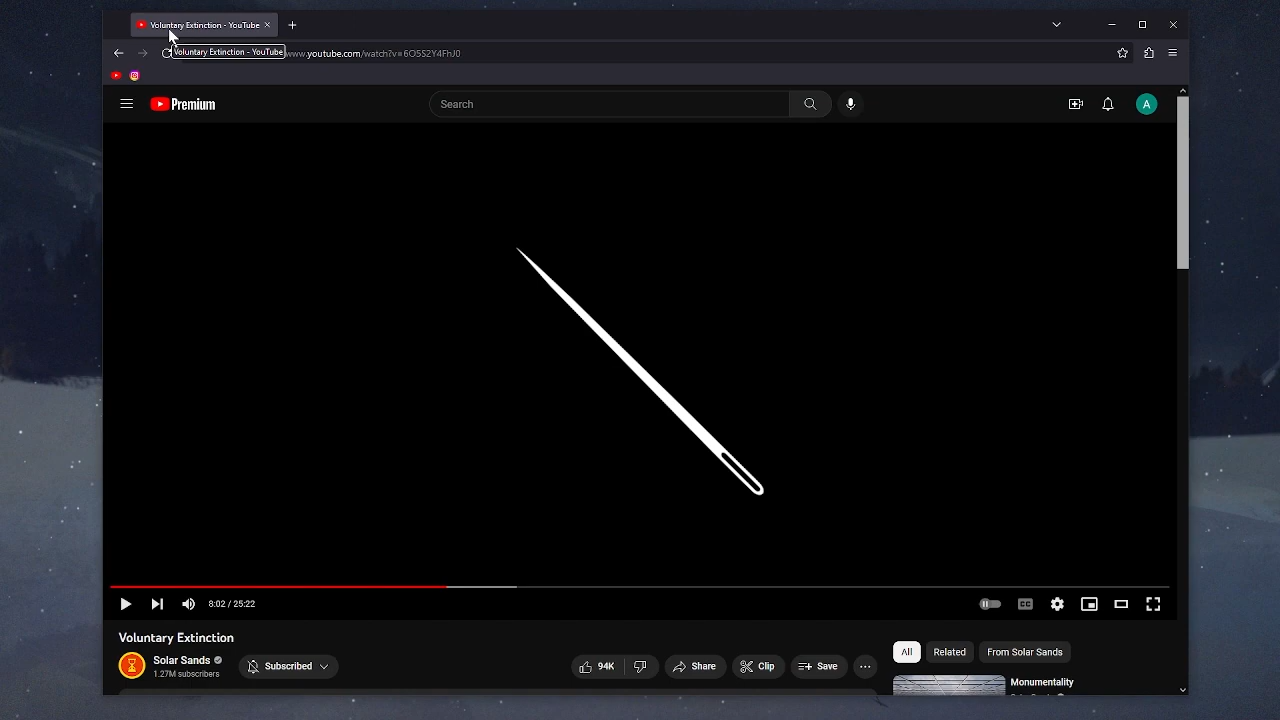 Voluntary Extinction - YouTube
Voluntary Extinction - YouTube
www.youtube.com/watch?v=6O5S2Y4FhJ0
Premium
Search
A
8:02 / 25:22
CC
Voluntary Extinction
Solar Sands
1.27M subscribers
Subscribed
94K
Share
Clip
Save
All
Related
From Solar Sands
Monumentality